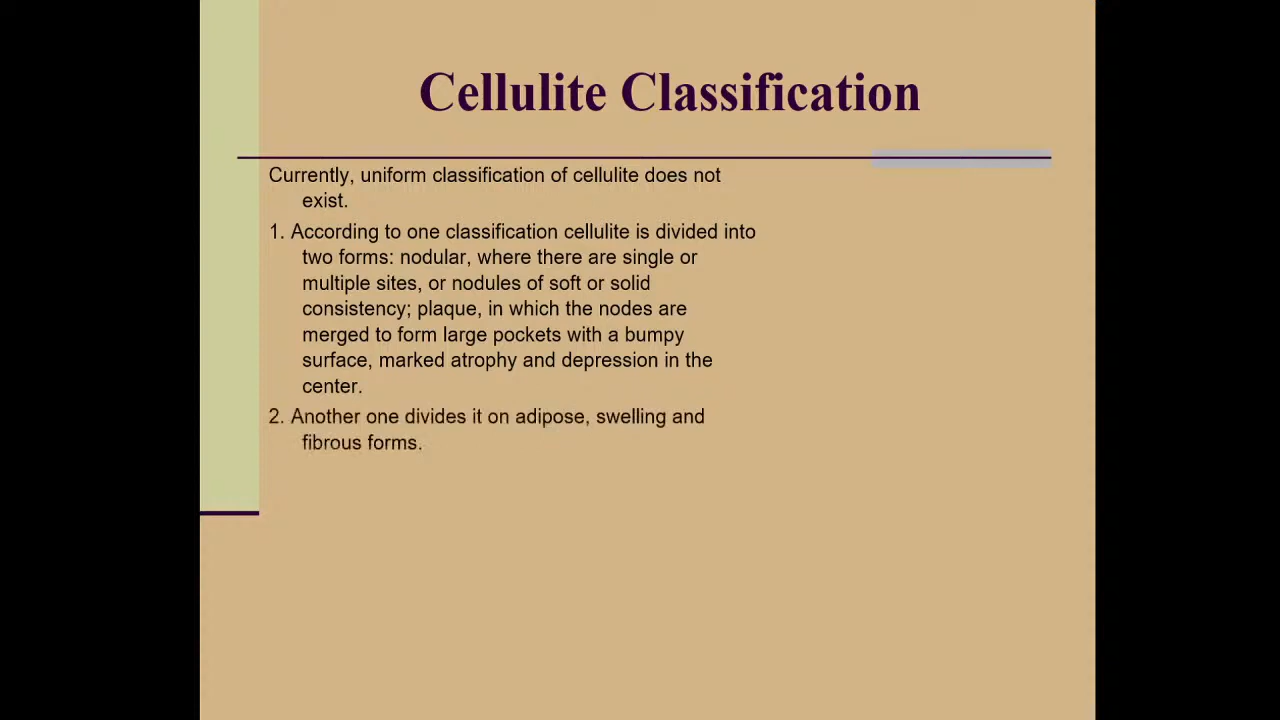 Cellulite Classification
Currently, uniform classification of cellulite does not
exist.
1. According to one classification cellulite is divided into
two forms: nodular, where there are single or
multiple sites, or nodules of soft or solid
consistency; plaque, in which the nodes are
merged to form large pockets with a bumpy
surface, marked atrophy and depression in the
center.
2. Another one divides it on adipose, swelling and
fibrous forms.